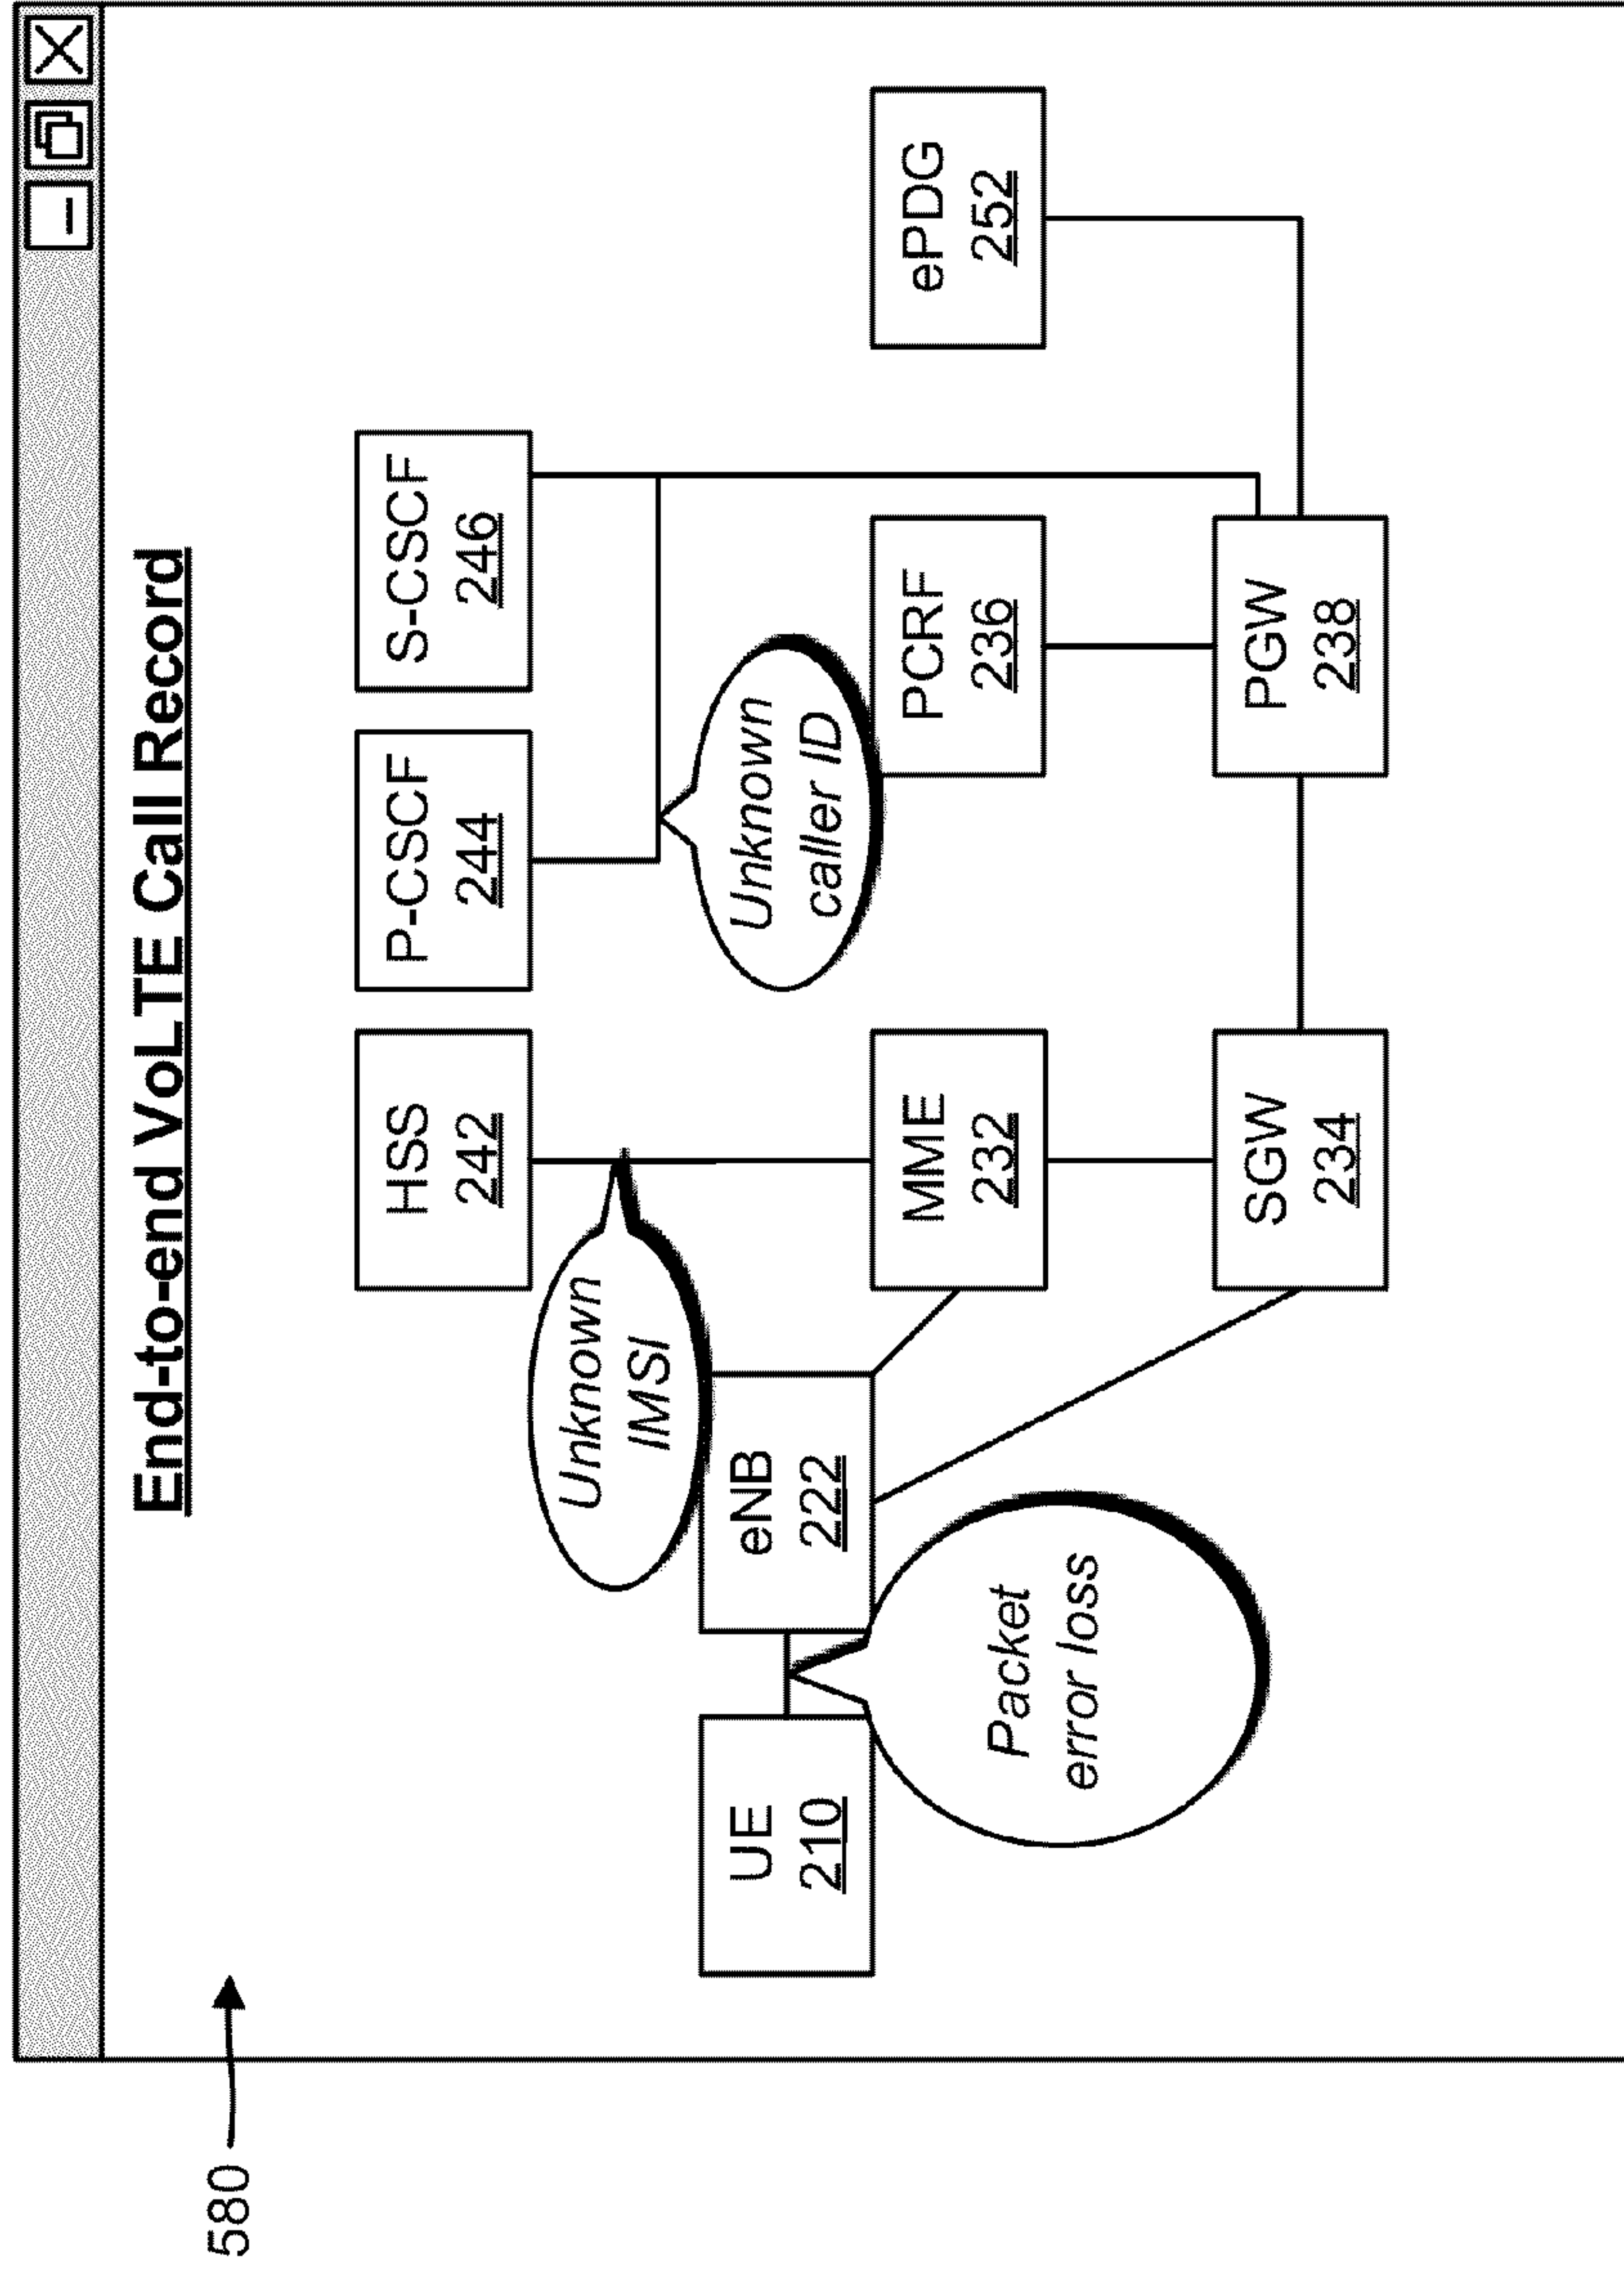 580
End-to-end VoLTE Call Record
HSS
242
P-CSCF
244
S-CSCF
246
Unknown
IMSI
Unknown
caller ID
UE
210
eNB
222
MME
232
PCRF
236
ePDG
252
Packet
error loss
SGW
234
PGW
238